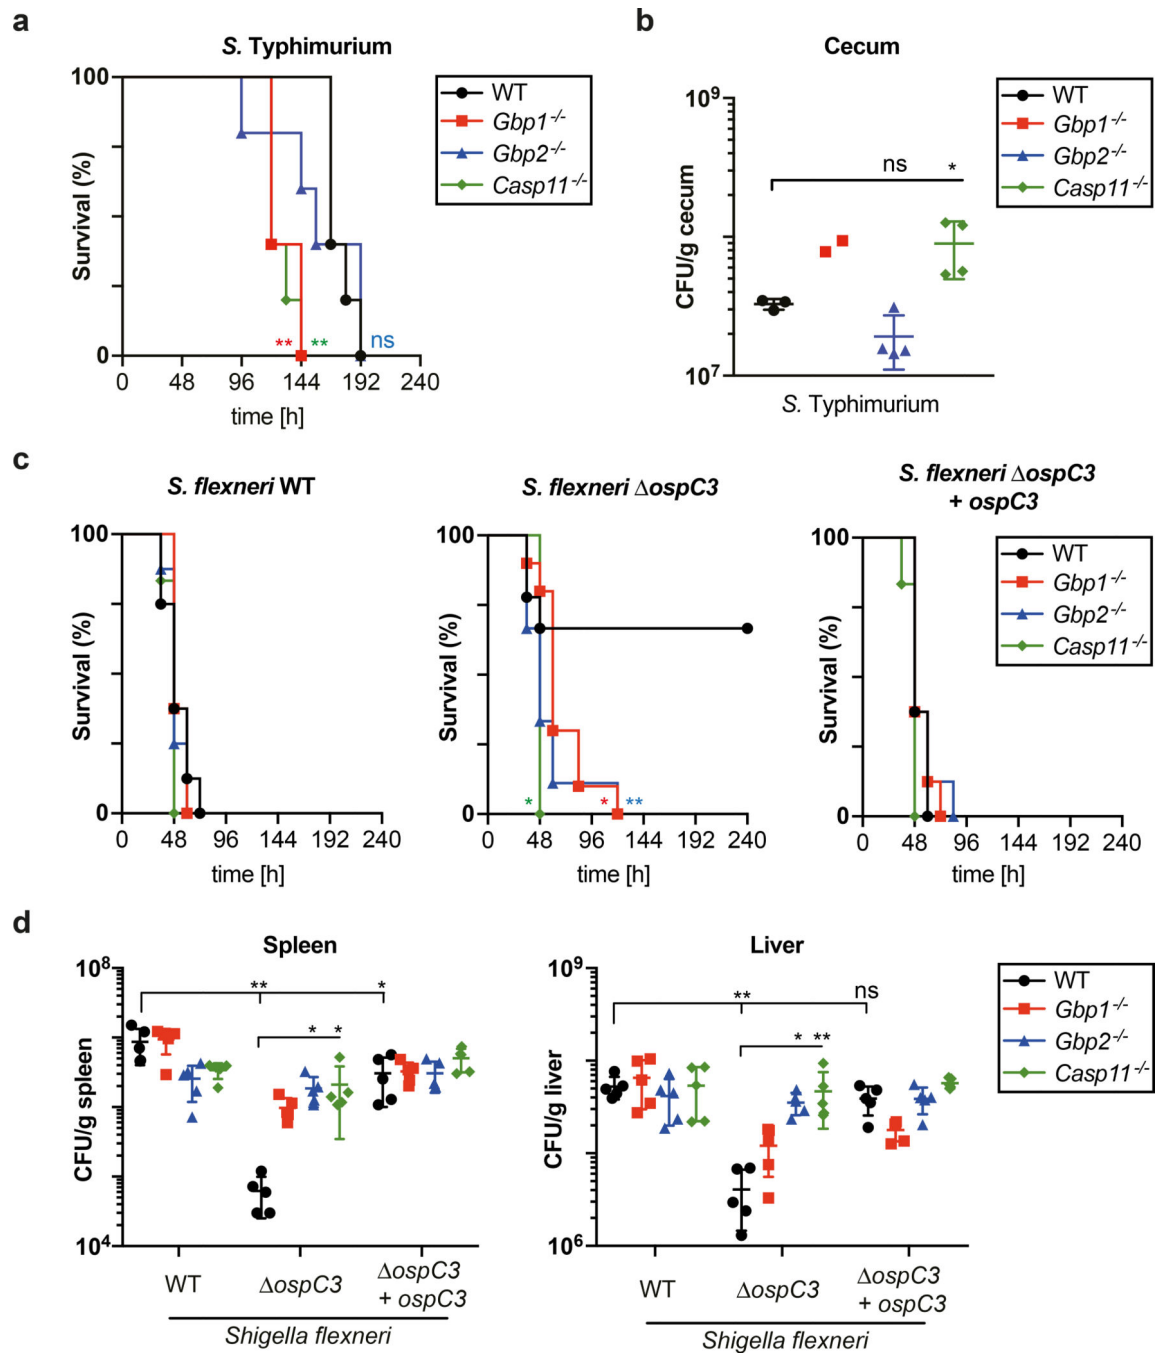 a
S. Typhimurium
100
Survival (%)
0
** ** ns
0 48 96 144 192 240
time [h]
WT
Gbp1-/-
Gbp2-/-
Casp11-/-
b
Cecum
10⁹
CFU/g cecum
10⁷
ns *
S. Typhimurium
WT
Gbp1-/-
Gbp2-/-
Casp11-/-
c
S. flexneri WT
100
Survival (%)
0
0 48 96 144 192 240
time [h]
S. flexneri ΔospC3
100
Survival (%)
0
* * **
0 48 96 144 192 240
time [h]
S. flexneri ΔospC3
+ ospC3
100
Survival (%)
0
0 48 96 144 192 240
time [h]
WT
Gbp1-/-
Gbp2-/-
Casp11-/-
d
Spleen
10⁸
CFU/g spleen
10⁴
** *
* *
WT
ΔospC3
ΔospC3
+ ospC3
Shigella flexneri
Liver
10⁹
CFU/g liver
10⁶
** ns
* **
WT
ΔospC3
ΔospC3
+ ospC3
Shigella flexneri
WT
Gbp1-/-
Gbp2-/-
Casp11-/-